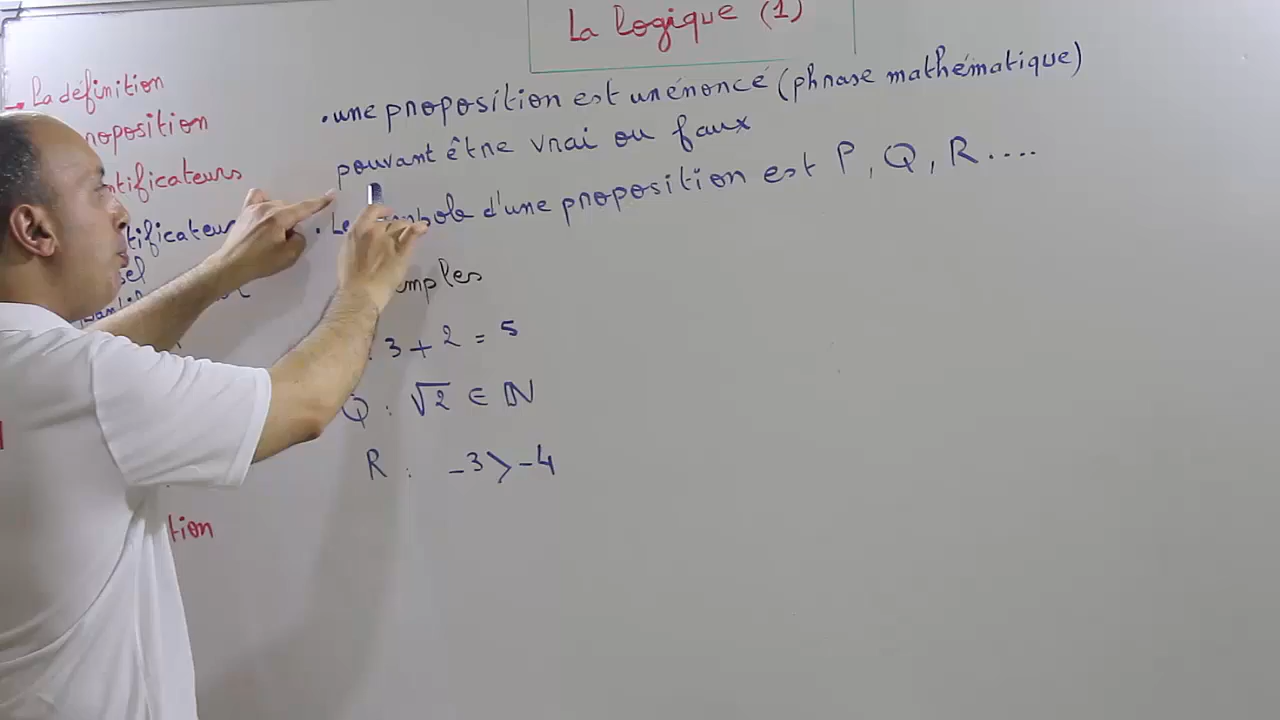 La logique (1)
→ La définition
roposition
ntificateurs
tificateur
sel
tion
• une proposition est un énoncé (phrase mathématique)
pouvant être vrai ou faux
• Le symbole d'une proposition est P, Q, R....
mples
: 3 + 2 = 5
Q : √2 ∈ ℕ
R : -3 > -4